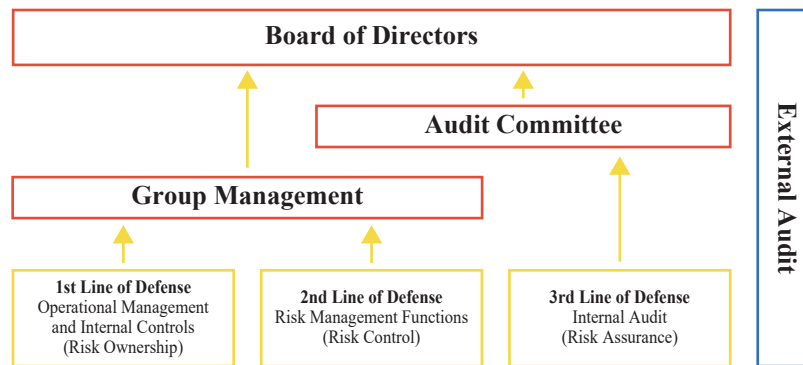 Board of Directors
Audit Committee
Group Management
1st Line of Defense
Operational Management
and Internal Controls
(Risk Ownership)
2nd Line of Defense
Risk Management Functions
(Risk Control)
3rd Line of Defense
Internal Audit
(Risk Assurance)
External Audit